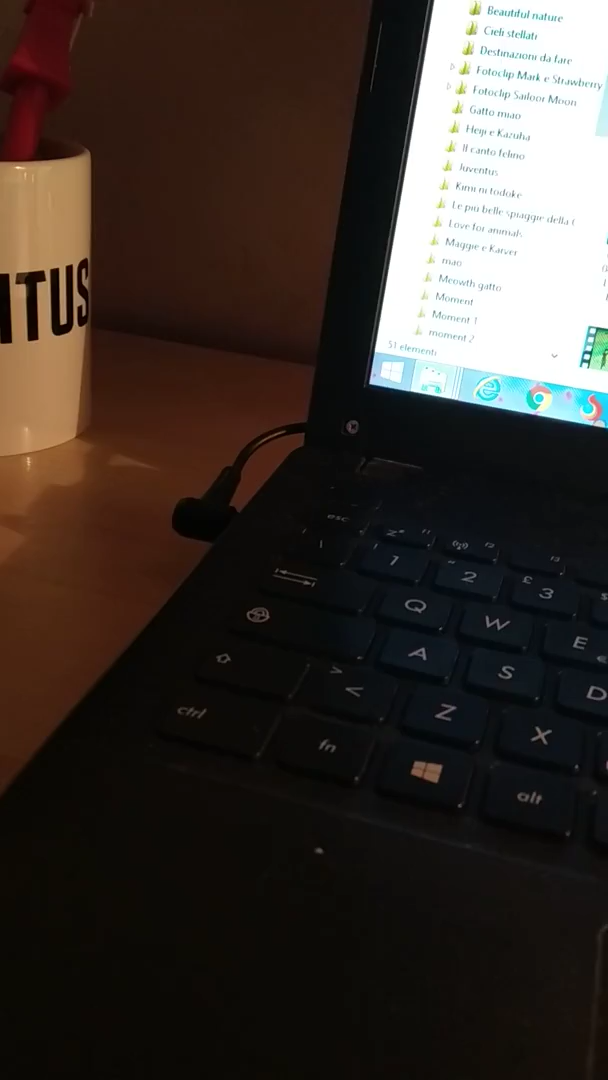 Beautiful nature
Cieli stellati
Destinazioni da fare
Fotoclip Mark e Strawberry
Fotoclip Sailoor Moon
Gatto miao
Heiji e Kazuha
Il canto felino
Juventus
Kimi ni todoke
Le più belle spiagge della (
Love for animals
Maggie e Karver
miao
Meowth gatto
Moment
Moment 1
moment 2
51 elementi
ITUS
esc
\ ! 1 2 £ 3
Q W E
A S D
> < Z X
ctrl fn alt